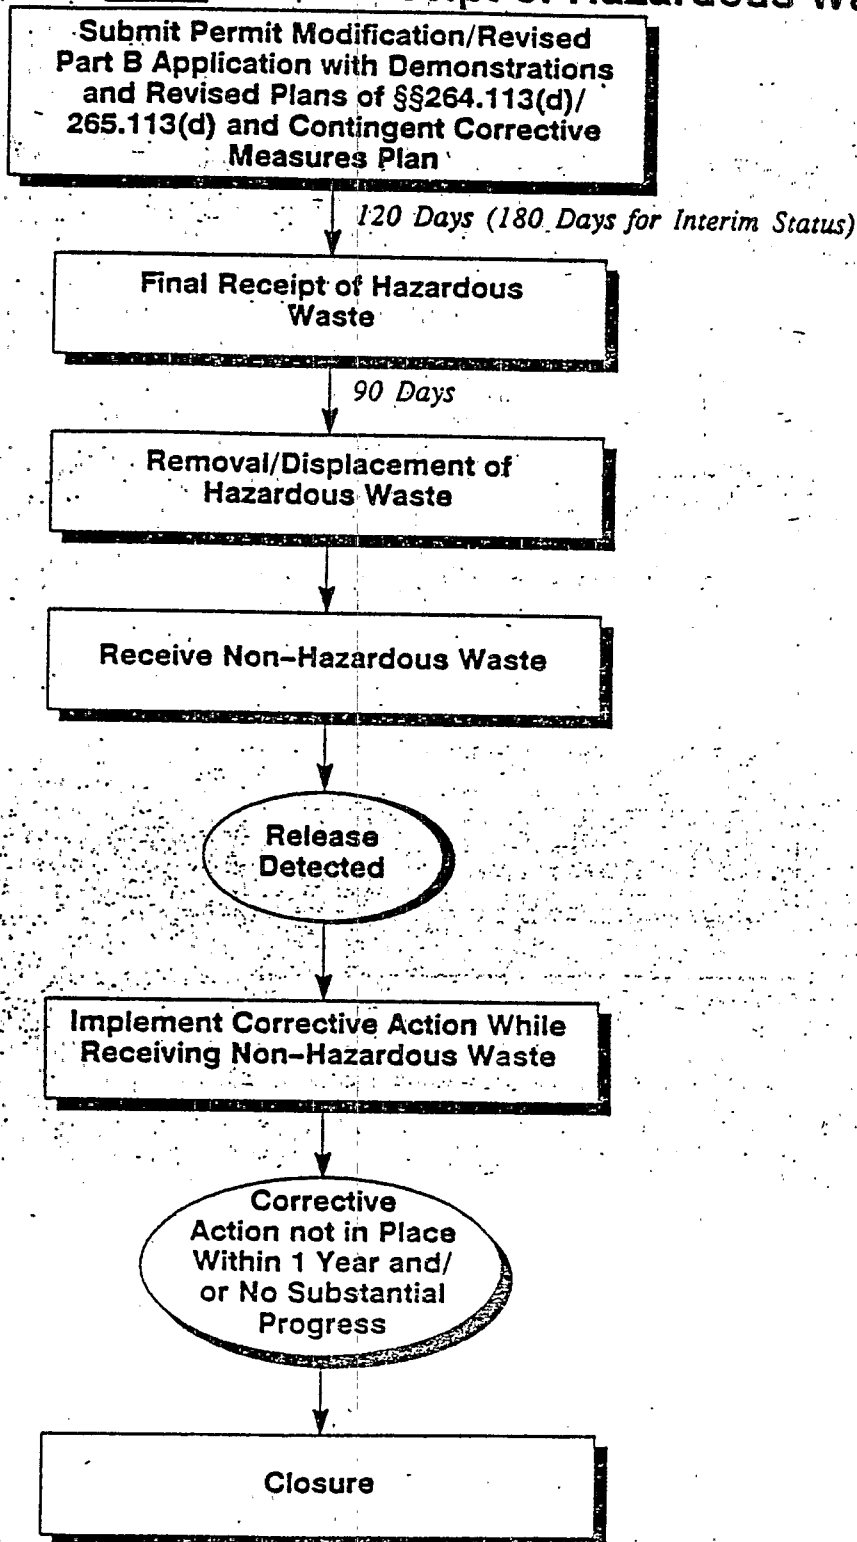 of Hazardous
Submit Permit Modification/Revised
Part B Application with Demonstrations
and Revised Plans of §§264.113(d)/
265.113(d) and Contingent Corrective
Measures Plan
120 Days (180 Days for Interim Status)
Final Receipt of Hazardous
Waste
90 Days
Removal/Displacement of
Hazardous Waste
Receive Non-Hazardous Waste
Release
Detected
Implement Corrective Action While
Receiving Non-Hazardous Waste
Corrective
Action not in Place
Within 1 Year and/
or No Substantial
Progress
Closure